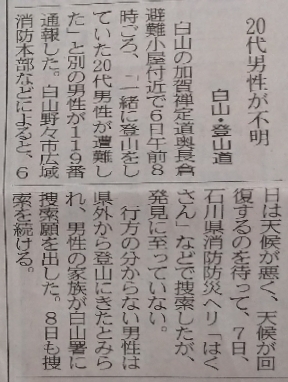 20代男性が不明
白山・登山道
白山の加賀禅定道奥長倉
避難小屋付近で6日午前8
時ごろ、「一緒に登山をし
ていた20代男性が遭難し
た」と別の男性が119番
通報した。白山野々市広域
消防本部などによると、6
日は天候が悪く、天候が回
復するのを待って、7日、
石川県消防防災ヘリ「はく
さん」などで捜索したが、
発見に至っていない。
行方の分からない男性は
県外から登山にきたとみら
れ、男性の家族が白山署に
捜索願を出した。8日も捜
索を続ける。